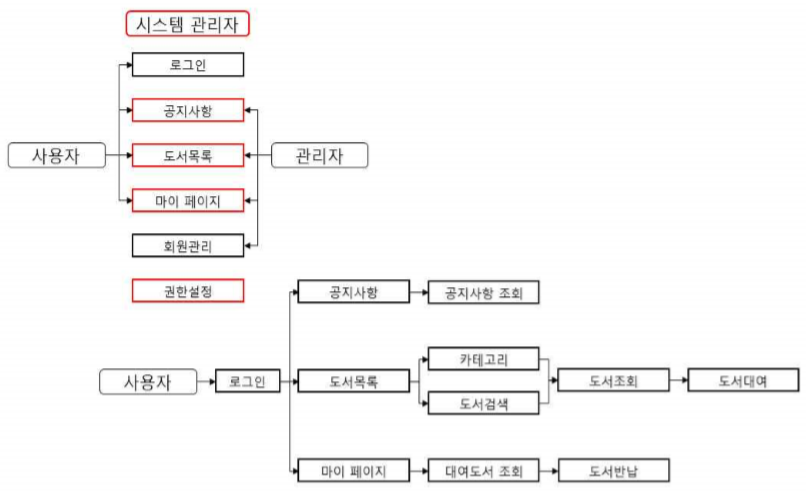 시스템 관리자
로그인
공지사항
사용자
도서목록
관리자
마이 페이지
회원관리
권한설정
공지사항
공지사항 조회
카테고리
사용자
로그인
도서목록
도서조회
도서대여
도서검색
마이 페이지
대여도서 조회
도서반납